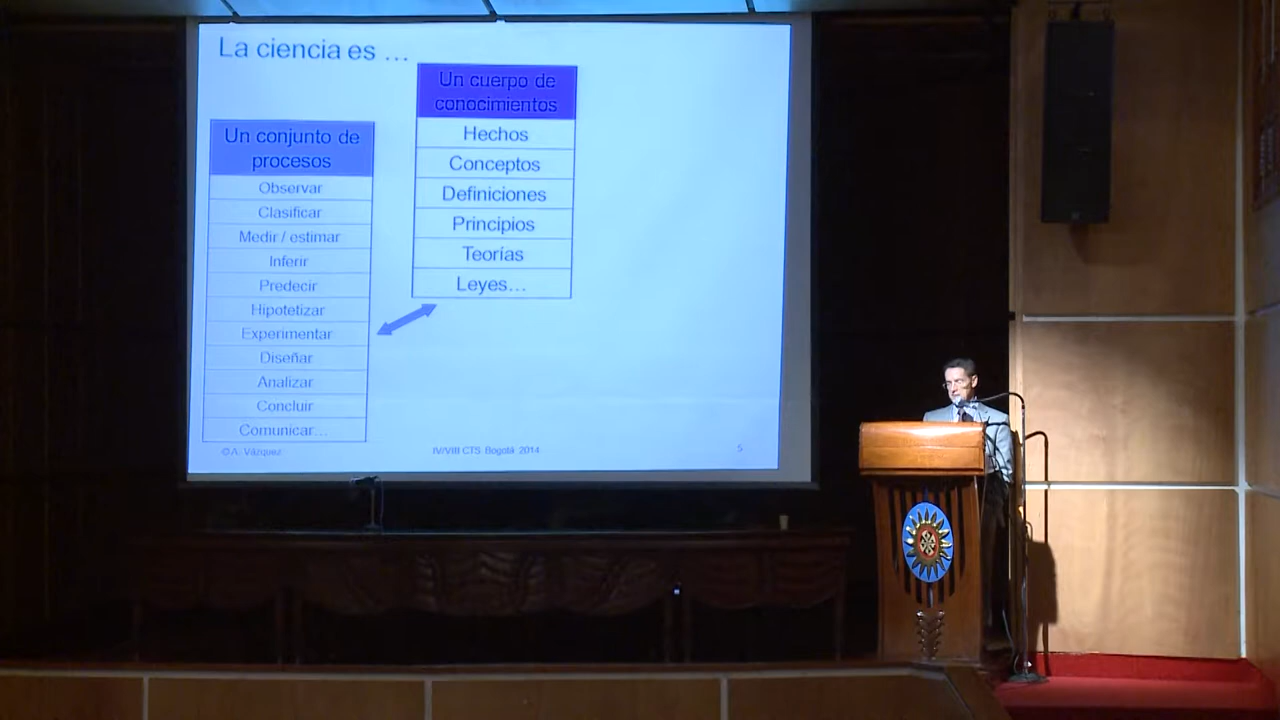 La ciencia es ...
Un conjunto de
procesos
Observar
Clasificar
Medir / estimar
Inferir
Predecir
Hipotetizar
Experimentar
Diseñar
Analizar
Concluir
Comunicar...
Un cuerpo de
conocimientos
Hechos
Conceptos
Definiciones
Principios
Teorías
Leyes...
©A. Vázquez
IV/VIII CTS Bogotá 2014
5